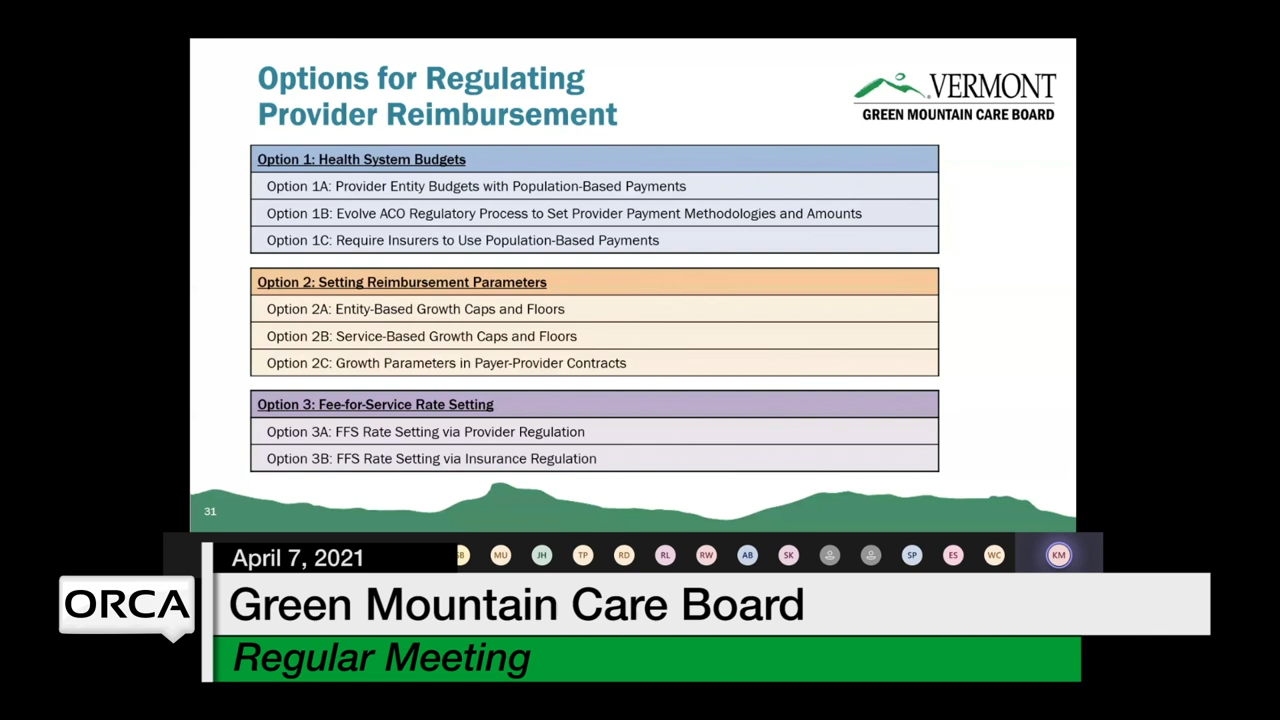 Options for Regulating
Provider Reimbursement
VERMONT
GREEN MOUNTAIN CARE BOARD
Option 1: Health System Budgets
Option 1A: Provider Entity Budgets with Population-Based Payments
Option 1B: Evolve ACO Regulatory Process to Set Provider Payment Methodologies and Amounts
Option 1C: Require Insurers to Use Population-Based Payments
Option 2: Setting Reimbursement Parameters
Option 2A: Entity-Based Growth Caps and Floors
Option 2B: Service-Based Growth Caps and Floors
Option 2C: Growth Parameters in Payer-Provider Contracts
Option 3: Fee-for-Service Rate Setting
Option 3A: FFS Rate Setting via Provider Regulation
Option 3B: FFS Rate Setting via Insurance Regulation
31
MU JH TP RD RL RW AB SK SP ES WC KM
April 7, 2021
ORCA
Green Mountain Care Board
Regular Meeting